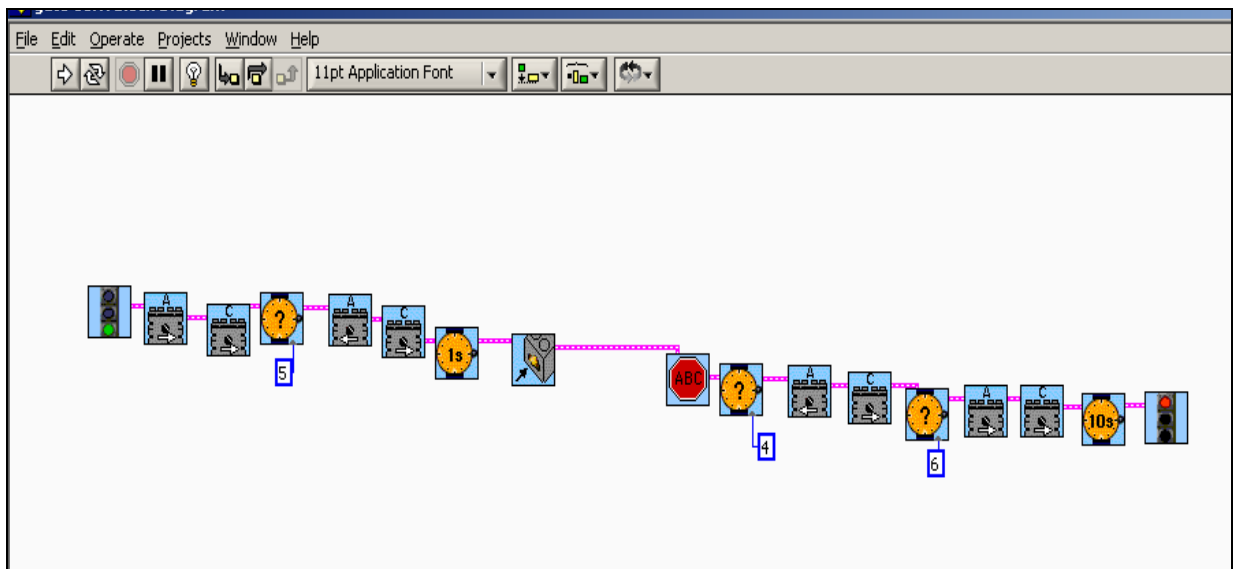 File Edit Operate Projects Window Help
11pt Application Font
A C ? A C 1s
5
ABC ? A C ? A C 10s
4
6